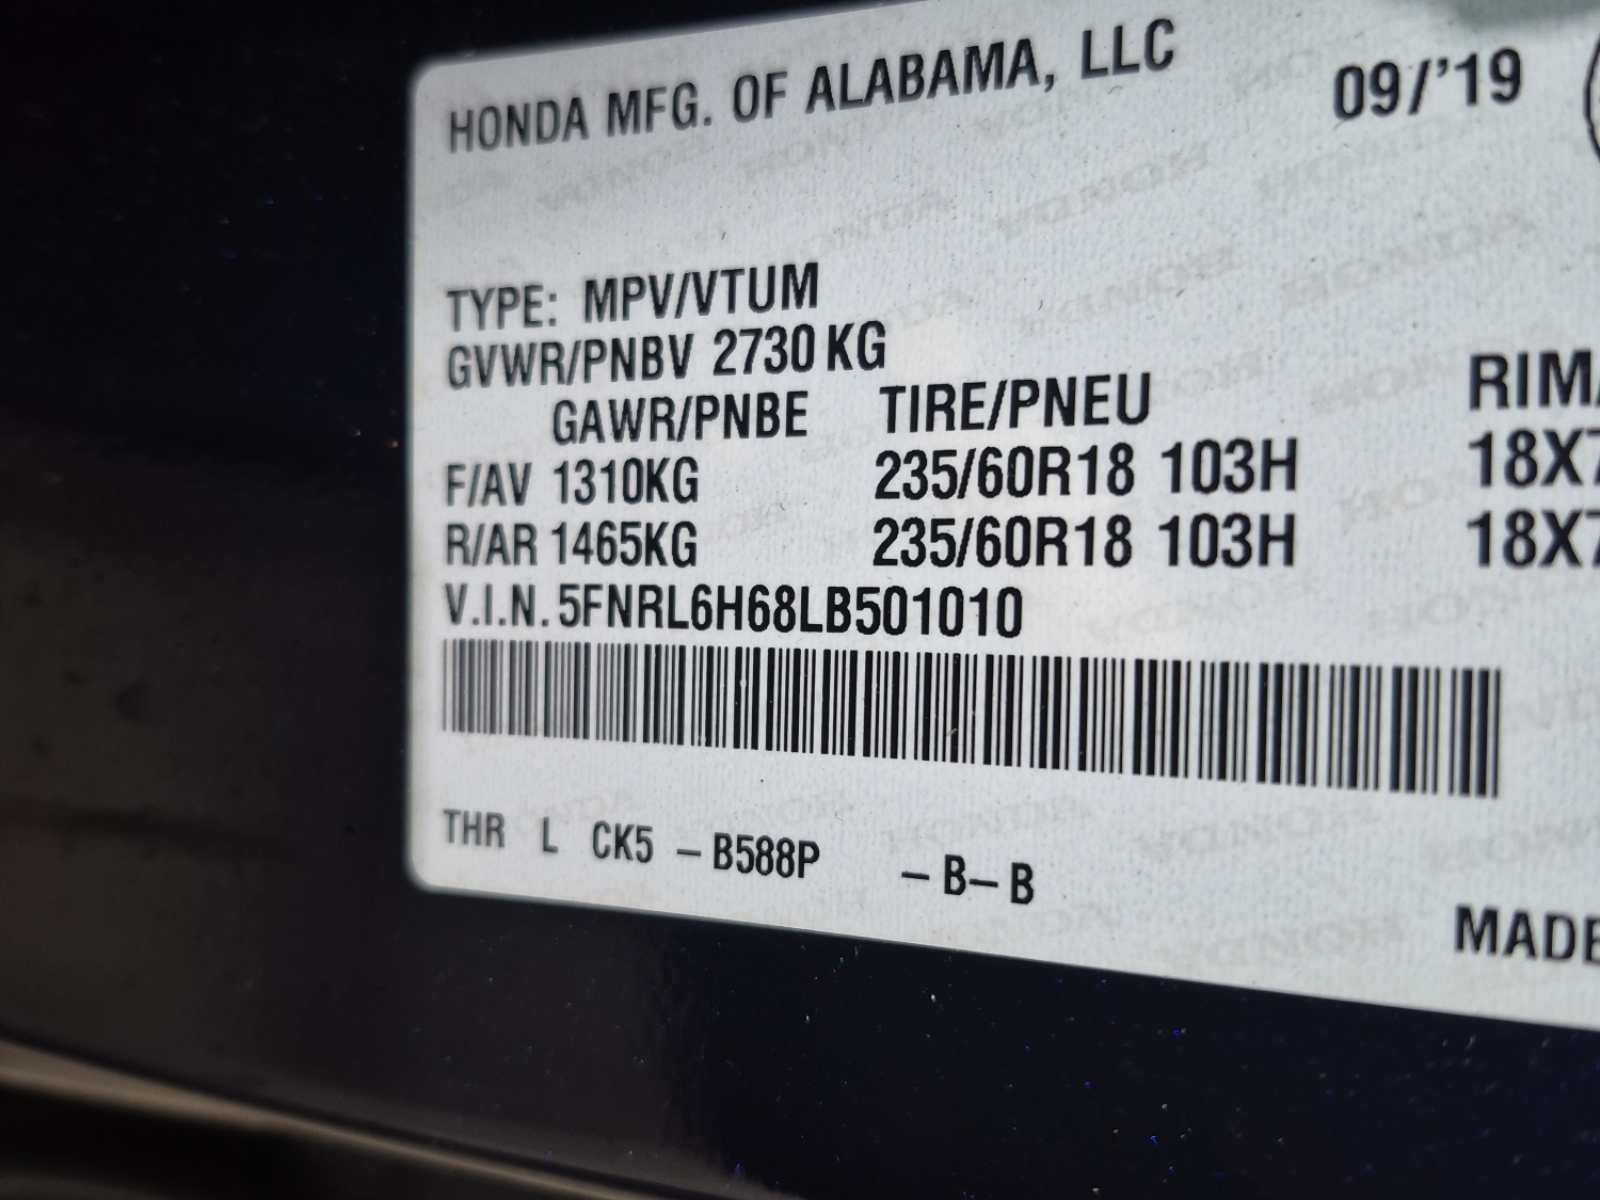 HONDA MFG. OF ALABAMA, LLC 09/'19
TYPE: MPV/VTUM
GVWR/PNBV 2730 KG
GAWR/PNBE TIRE/PNEU RIM/
F/AV 1310KG 235/60R18 103H 18X7
R/AR 1465KG 235/60R18 103H 18X7
V.I.N. 5FNRL6H68LB501010
THR L CK5 – B588P – B– B
MADE